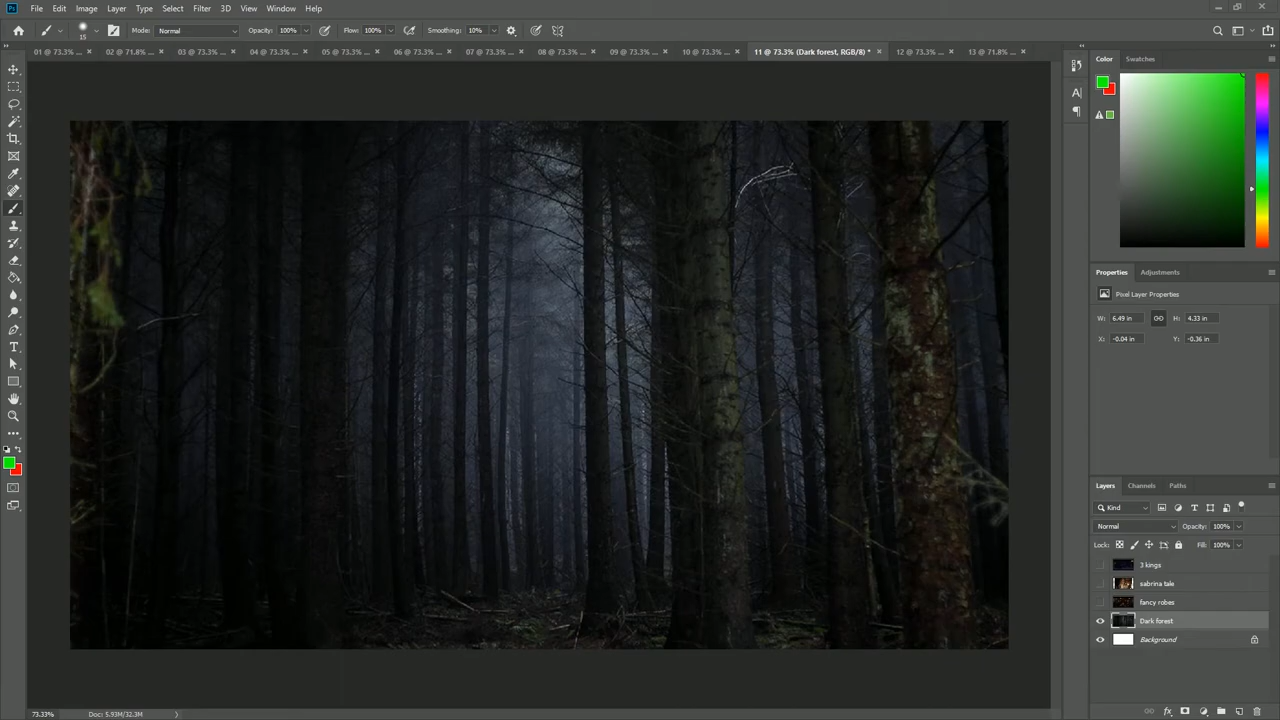 Ps File Edit Image Layer Type Select Filter 3D View Window Help
15 Mode: Normal Opacity: 100% Flow: 100% Smoothing: 10%
01 @ 73.3% ... 02 @ 71.8% ... 03 @ 73.3% ... 04 @ 73.3% ... 05 @ 73.3% ... 06 @ 73.3% ... 07 @ 73.3% ... 08 @ 73.3% ... 09 @ 73.3% ... 10 @ 73.3% ... 11 @ 73.3% (Dark forest, RGB/8) * 12 @ 73.3% ... 13 @ 71.8% ...
Color Swatches
Properties Adjustments
Pixel Layer Properties
W: 6.49 in H: 4.33 in
X: -0.04 in Y: -0.36 in
Layers Channels Paths
Kind
Normal Opacity: 100%
Lock: Fill: 100%
3 kings
sabrina tale
fancy robes
Dark forest
Background
73.33% Doc: 5.93M/32.3M